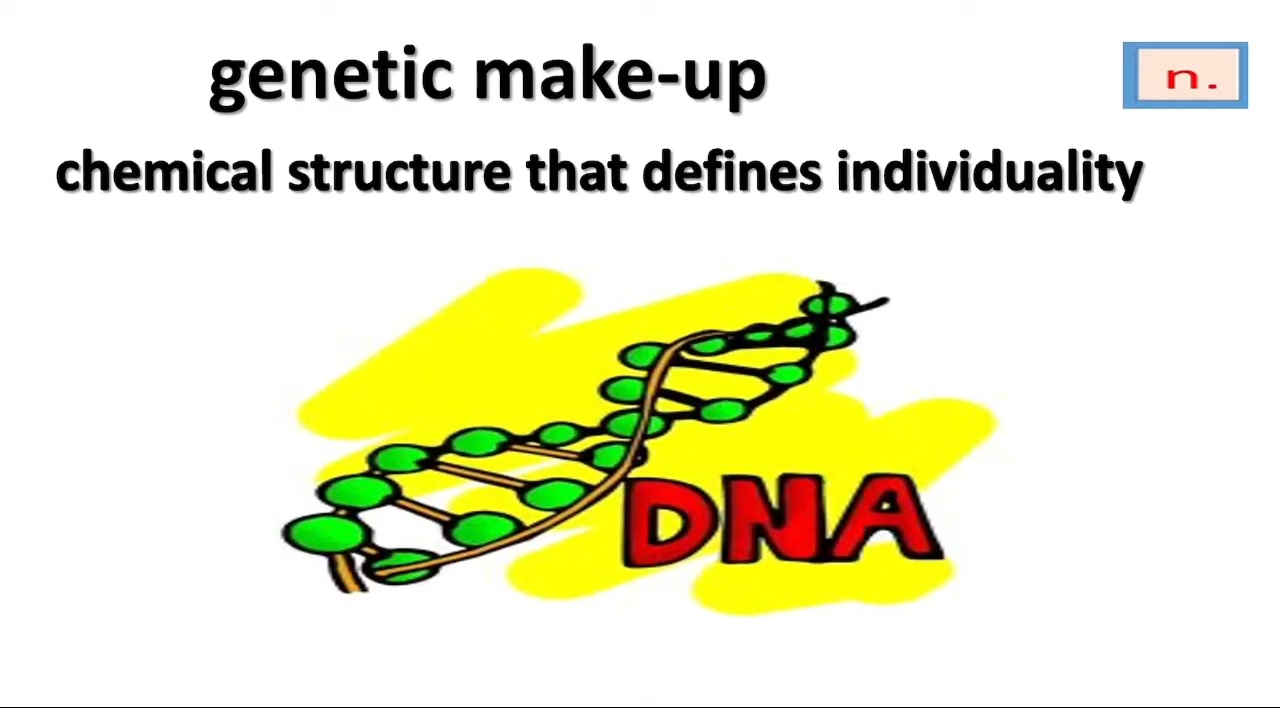 genetic make-up
n.
chemical structure that defines individuality
DNA